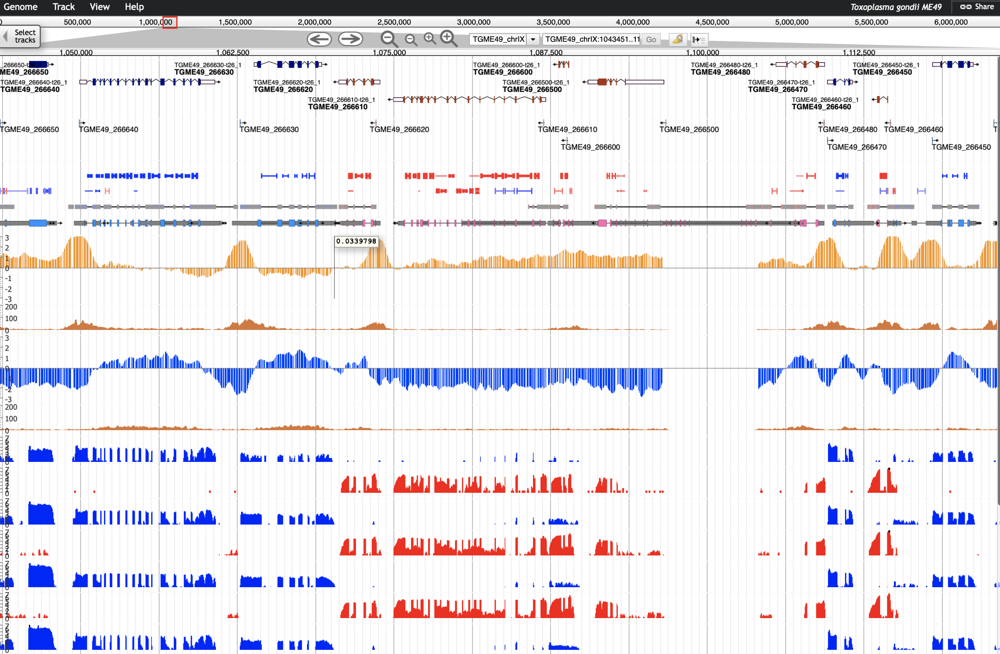 Genome Track View Help Toxoplasma gondii ME49 Share
0 500,000 1,000,000 1,500,000 2,000,000 2,500,000 3,000,000 3,500,000 4,000,000 4,500,000 5,000,000 5,500,000 6,000,000
Select tracks TGME49_chrIX TGME49_chrIX:1043451..11 Go
1,050,000 1,062,500 1,075,000 1,087,500 1,100,000 1,112,500
_266650-t26_1 TGME49_266630-t26_1 TGME49_266600-t26_1 TGME49_266480-t26_1 TGME49_266450-t26_1
ME49_266650 TGME49_266630 TGME49_266600 TGME49_266480 TGME49_266450
TGME49_266640-t26_1 TGME49_266620-t26_1 TGME49_266500-t26_1 TGME49_266470-t26_1
TGME49_266640 TGME49_266620 TGME49_266500 TGME49_266470
TGME49_266610-t26_1 TGME49_266460-t26_1
TGME49_266610 TGME49_266460
TGME49_266650 TGME49_266640 TGME49_266630 TGME49_266620 TGME49_266610 TGME49_266500 TGME49_266480 TGME49_266460 T
TGME49_266600 TGME49_266470 TGME49_266450
3
0.0339798
2
1
0
-1
-2
-3
200
100
0
3
2
1
0
-1
-2
-3
200
100
0